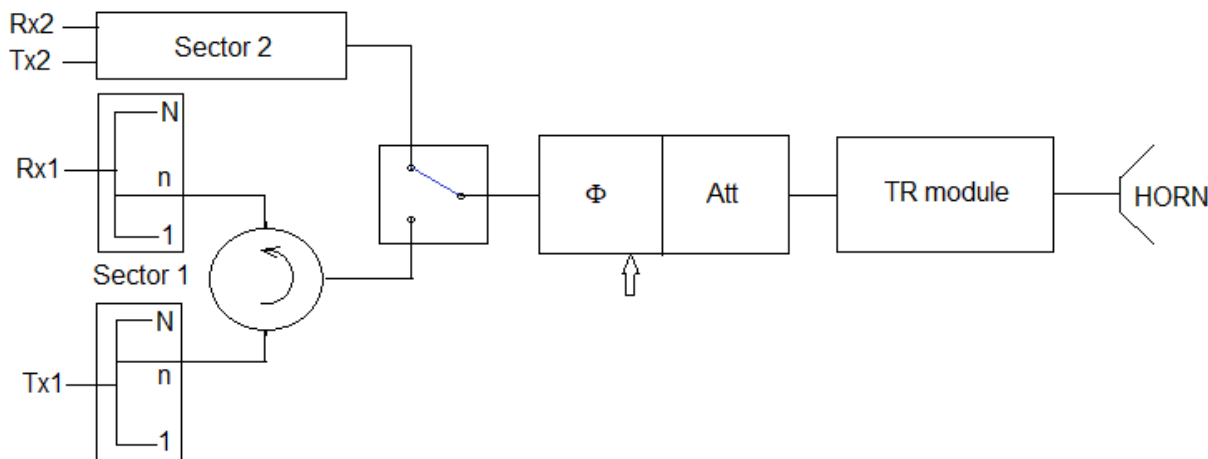 Rx2
Tx2
Sector 2
N
Rx1
n
1
Sector 1
N
Tx1
n
1
Φ
Att
TR module
HORN